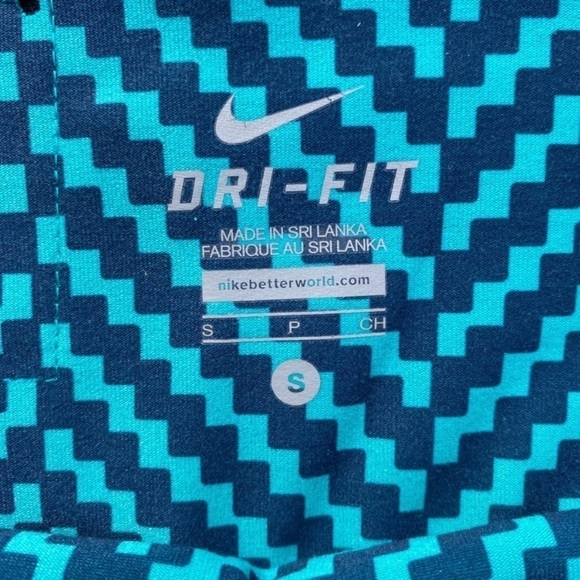 DRI-FIT
MADE IN SRI LANKA
FABRIQUE AU SRI LANKA
nikebetterworld.com
S P CH
S